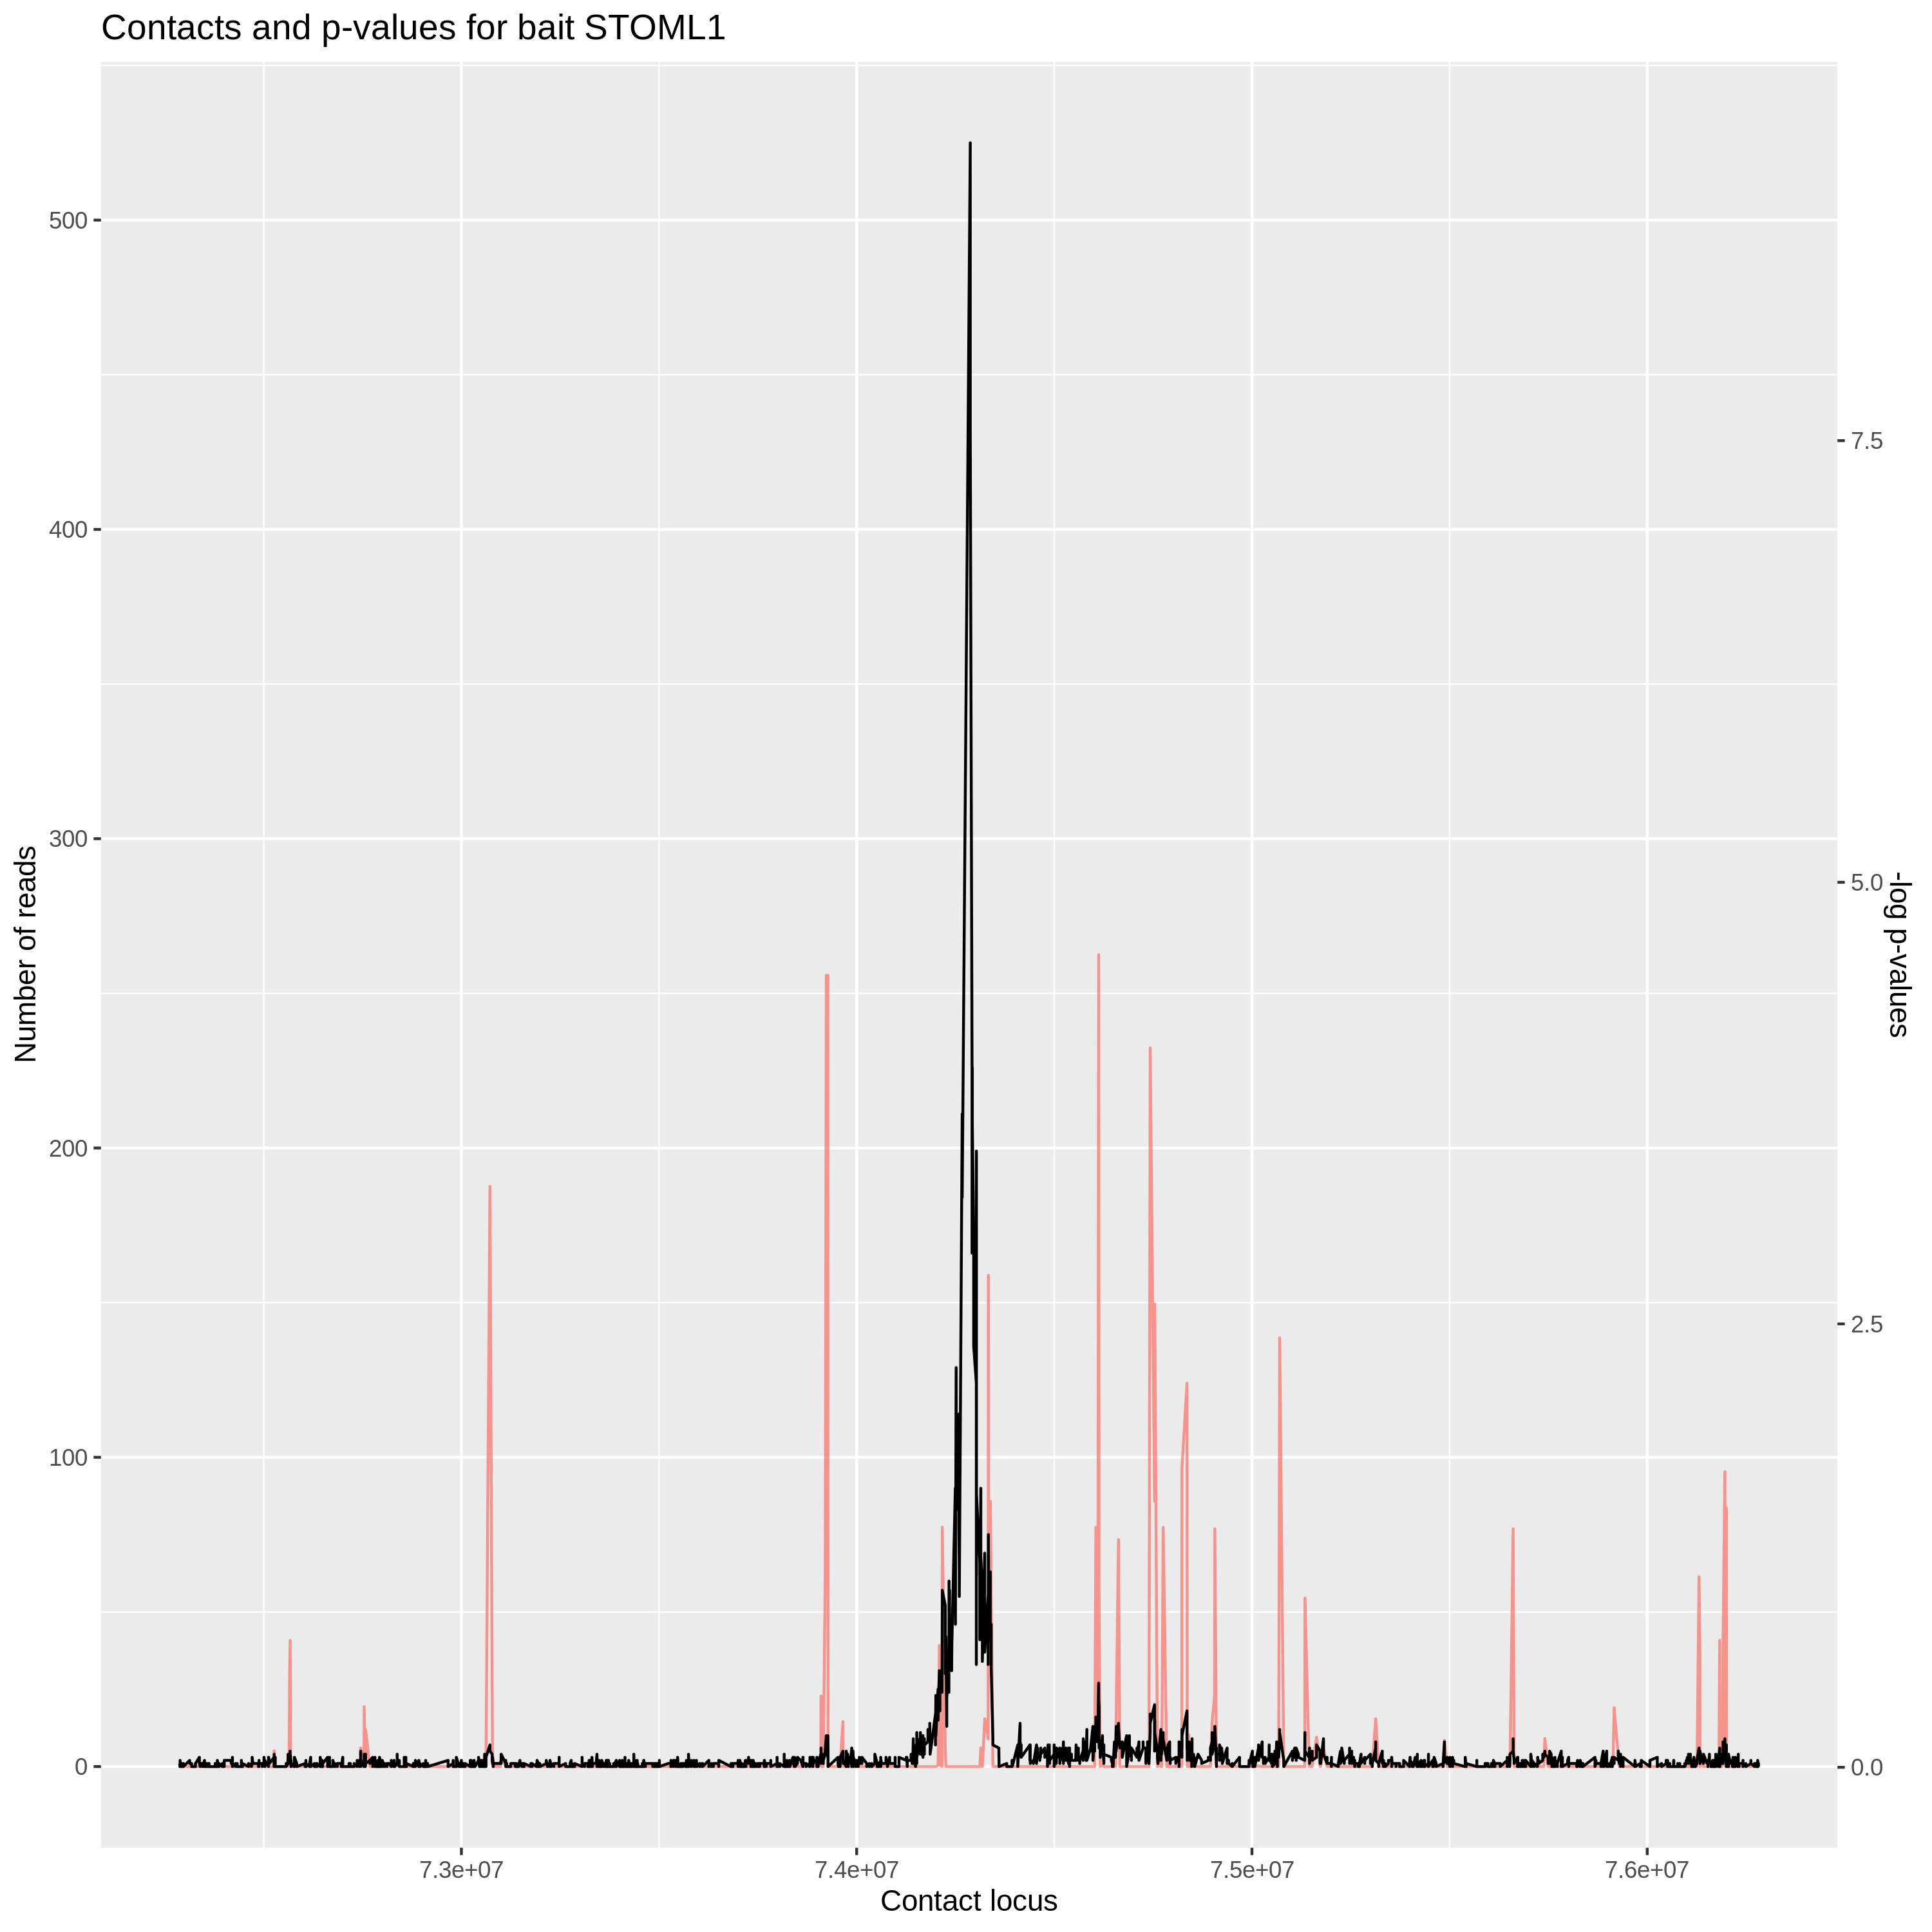 Contacts and p-values for bait STOML1
Number of reads
500
400
300
200
100
0
7.5
5.0
2.5
0.0
-log p-values
7.3e+07 7.4e+07 7.5e+07 7.6e+07
Contact locus